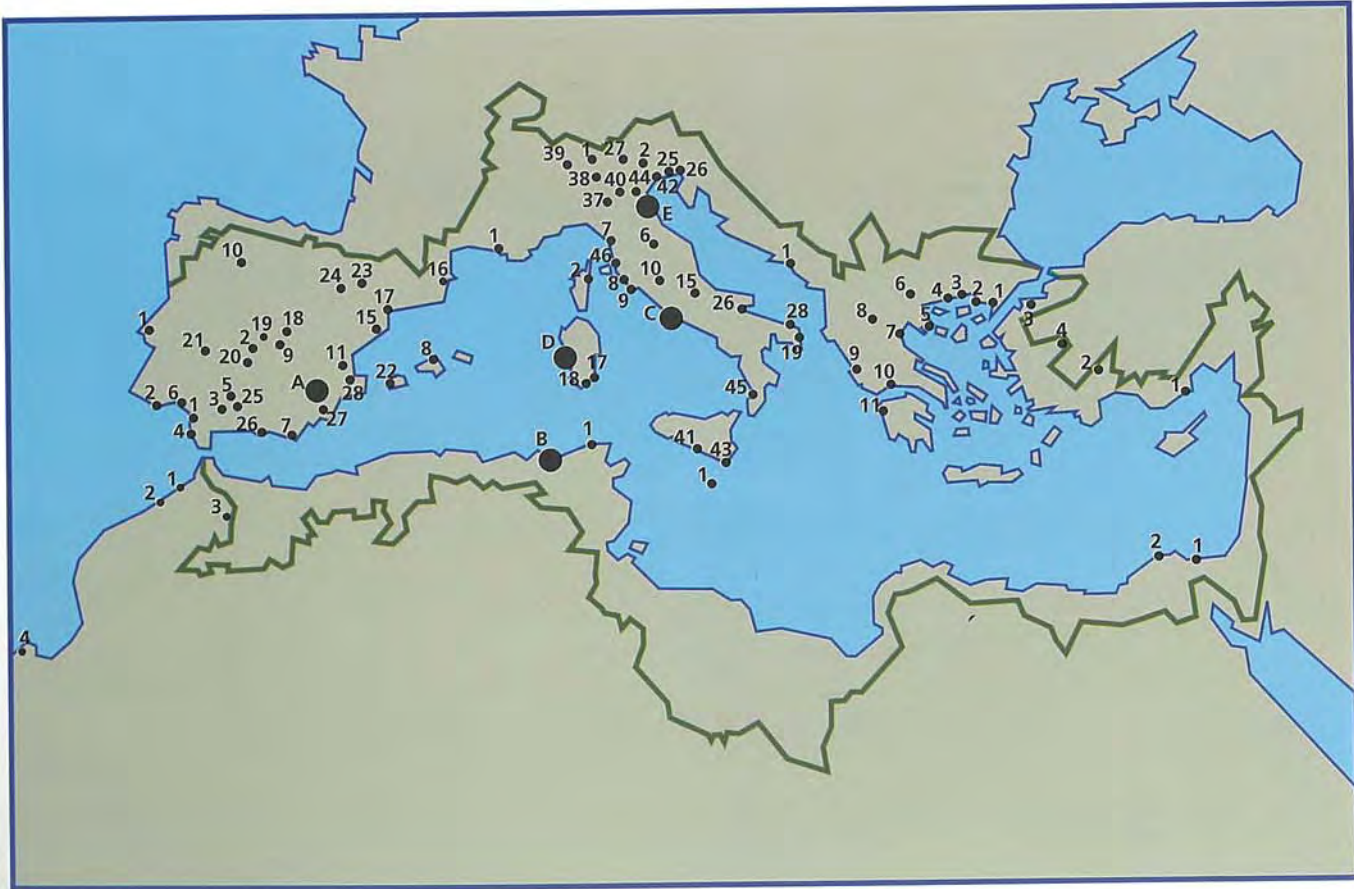 39 1 27 2 25 26
38 40 44 42
37 E
10 1 7 6 1
24 23 16 46 2 8 10 15 6 4 3 2 1
17 9 26 3
1 19 18 15 C 28 8 7 5 4
21 2 9 D 19
20 11 8 17 9 2
5 A 28 22 18 45 10 1
2 6 3 25 27 11
1 4 26 7 B 1 41 43
1
2 1 3
2 1
4